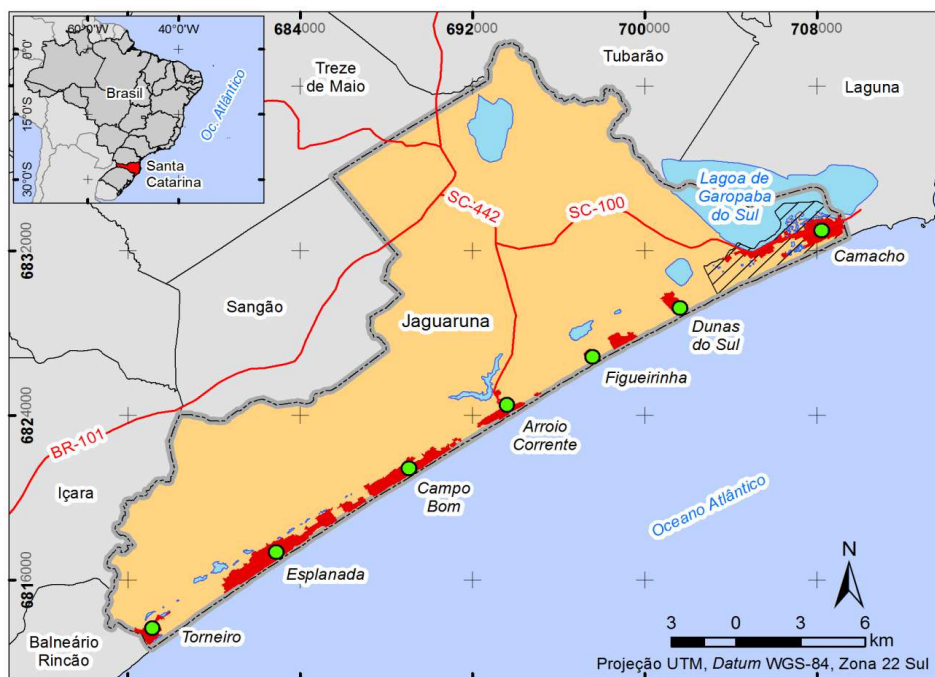 60°0'W
40°0'W
0°0'
15°0'S
30°0'S
Brasil
Oc. Atlântico
Santa
Catarina
684000
692000
700000
708000
6832000
6824000
6816000
Treze
de Maio
Tubarão
Laguna
Lagoa de
Garopaba
do Sul
SC-442
SC-100
Camacho
Sangão
Jaguaruna
Dunas
do Sul
Figueirinha
BR-101
Arroio
Corrente
Içara
Campo
Bom
Oceano Atlântico
Esplanada
N
Torneiro
Balneário
Rincão
3 0 3 6
km
Projeção UTM, Datum WGS-84, Zona 22 Sul